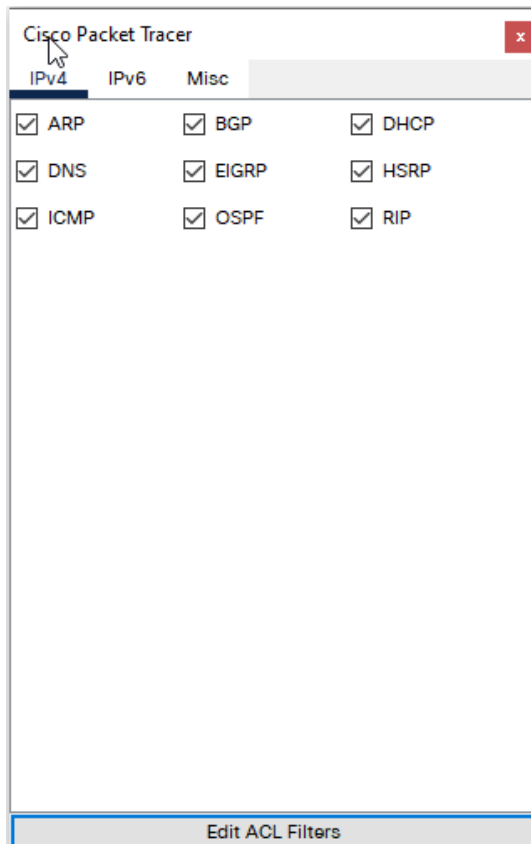 Cisco Packet Tracer x
IPv4 IPv6 Misc
ARP BGP DHCP
DNS EIGRP HSRP
ICMP OSPF RIP
Edit ACL Filters